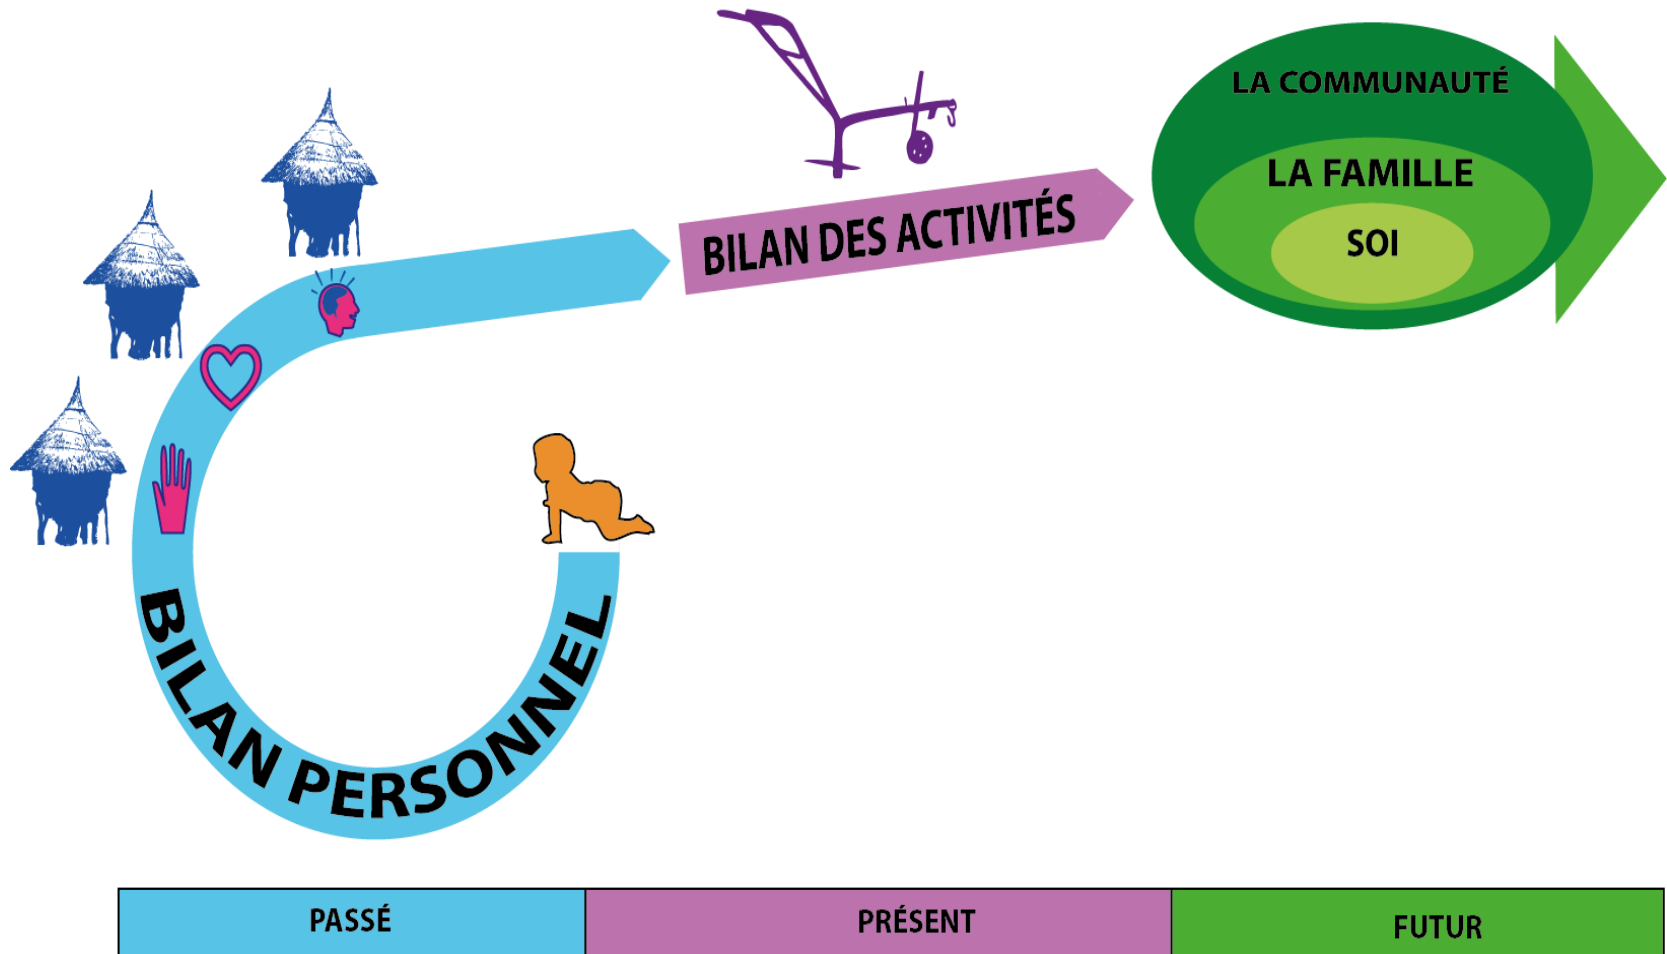 LA COMMUNAUTÉ
LA FAMILLE
SOI
BILAN DES ACTIVITÉS
BILAN PERSONNEL
PASSÉ
PRÉSENT
FUTUR